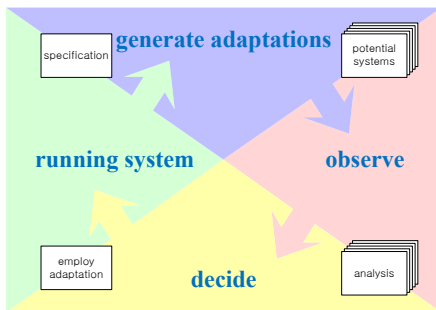 specification
generate adaptations
potential
systems
running system
observe
employ
adaptation
decide
analysis